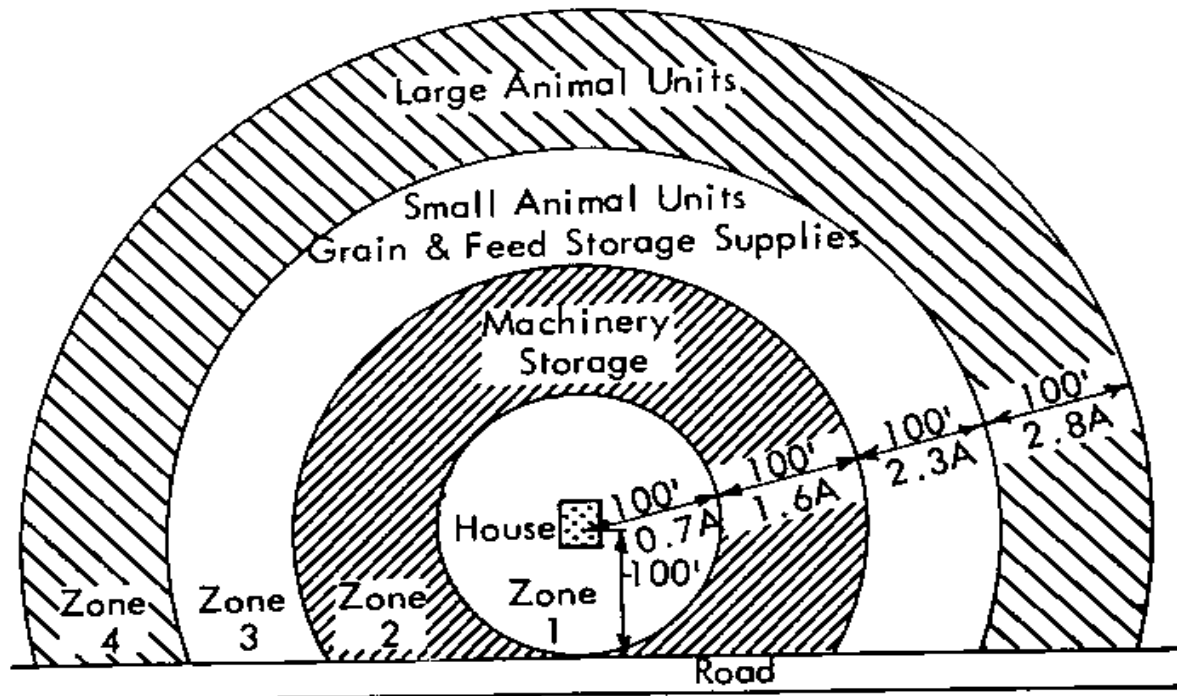 Large Animal Units
Small Animal Units
Grain & Feed Storage Supplies
Machinery
Storage
100'
2.8A
100'
2.3A
100'
1.6A
100'
0.7A
House
100'
Zone
4
Zone
3
Zone
2
Zone
1
Road